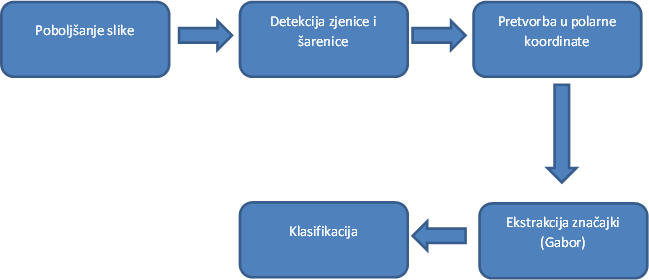 Poboljšanje slike
Detekcija zjenice i
šarenice
Pretvorba u polarne
koordinate
Ekstrakcija značajki
(Gabor)
Klasifikacija